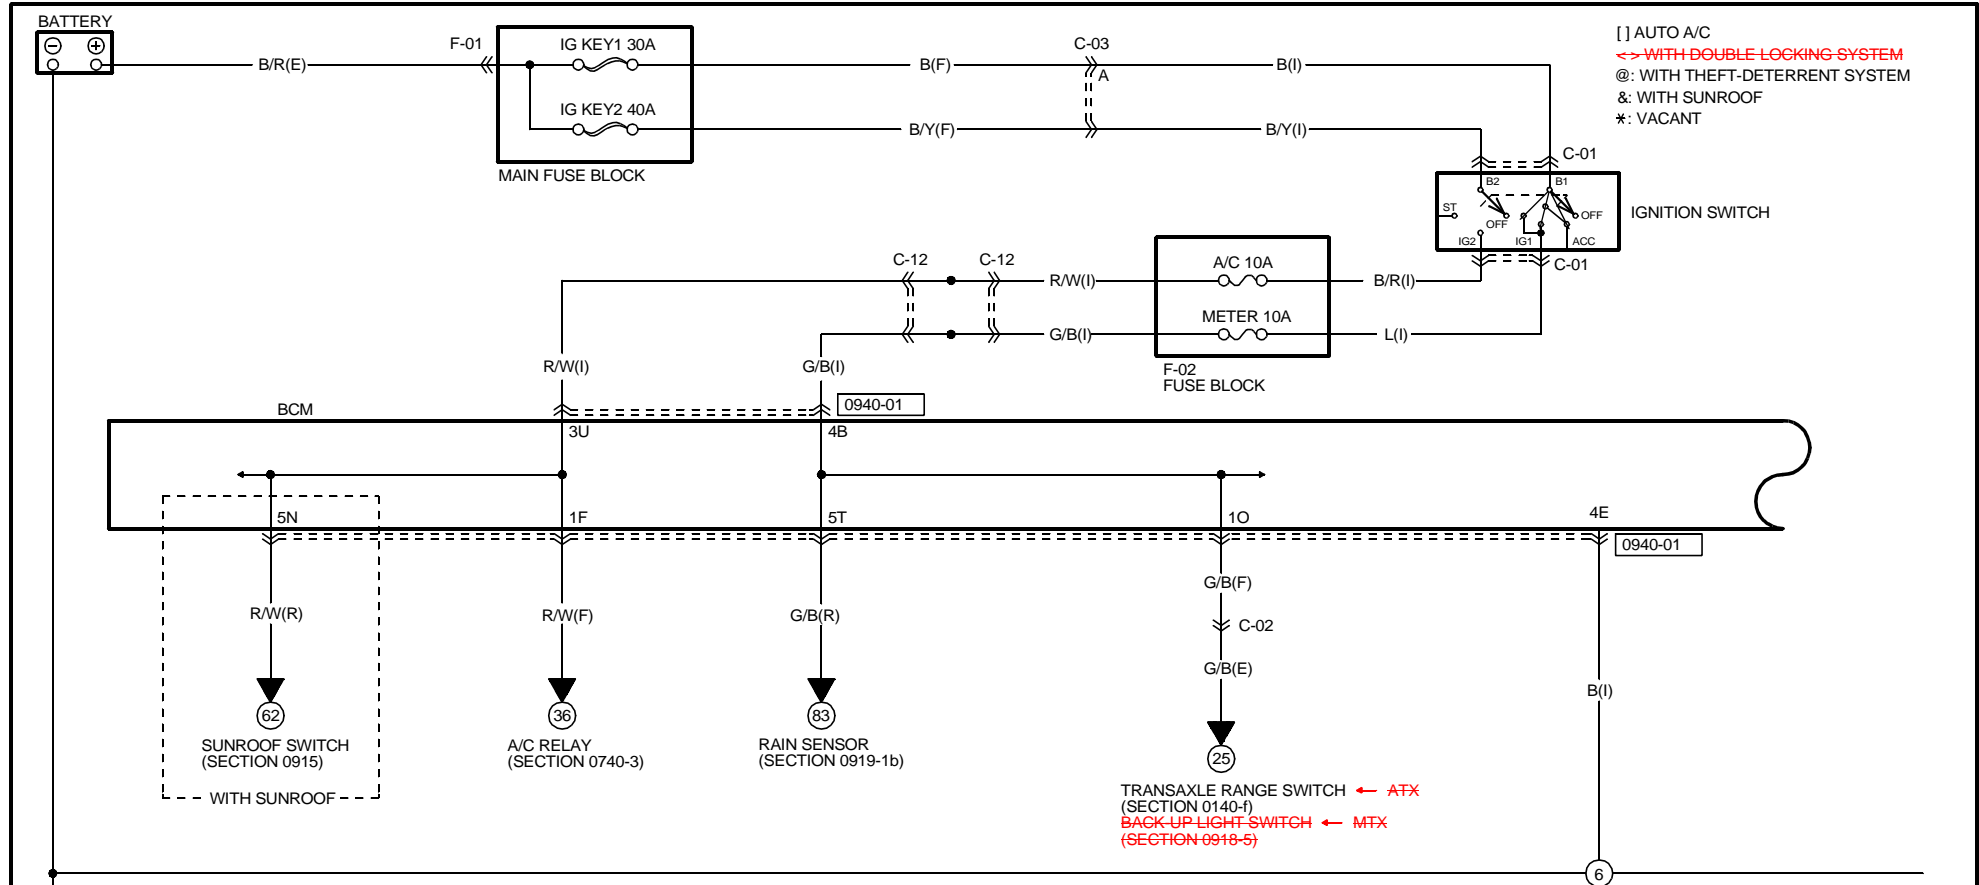 BATTERY
B/R(E)
F-01
IG KEY1 30A
IG KEY2 40A
MAIN FUSE BLOCK
B(F)
C-03
A
B(I)
B/Y(F)
B/Y(I)
[ ] AUTO A/C
< > WITH DOUBLE LOCKING SYSTEM
@: WITH THEFT-DETERRENT SYSTEM
&: WITH SUNROOF
*: VACANT
C-01
B2
B1
ST
OFF
OFF
IG2
IG1
ACC
IGNITION SWITCH
C-01
C-12
C-12
R/W(I)
A/C 10A
B/R(I)
G/B(I)
METER 10A
L(I)
F-02
FUSE BLOCK
R/W(I)
G/B(I)
BCM
0940-01
3U
4B
5N
1F
5T
1O
4E
0940-01
R/W(R)
R/W(F)
G/B(R)
G/B(F)
C-02
G/B(E)
B(I)
62
36
83
25
SUNROOF SWITCH
(SECTION 0915)
A/C RELAY
(SECTION 0740-3)
RAIN SENSOR
(SECTION 0919-1b)
WITH SUNROOF
TRANSAXLE RANGE SWITCH ← ATX
(SECTION 0140-f)
BACK-UP LIGHT SWITCH ← MTX
(SECTION 0918-5)
6